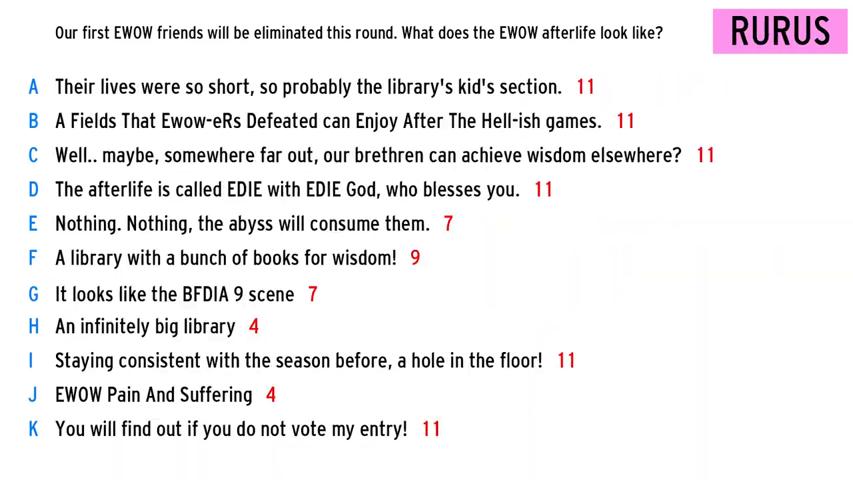 Our first EWOW friends will be eliminated this round. What does the EWOW afterlife look like?
RURUS
A Their lives were so short, so probably the library's kid's section. 11
B A Fields That Ewow-eRs Defeated can Enjoy After The Hell-ish games. 11
C Well.. maybe, somewhere far out, our brethren can achieve wisdom elsewhere? 11
D The afterlife is called EDIE with EDIE God, who blesses you. 11
E Nothing. Nothing, the abyss will consume them. 7
F A library with a bunch of books for wisdom! 9
G It looks like the BFDIA 9 scene 7
H An infinitely big library 4
I Staying consistent with the season before, a hole in the floor! 11
J EWOW Pain And Suffering 4
K You will find out if you do not vote my entry! 11